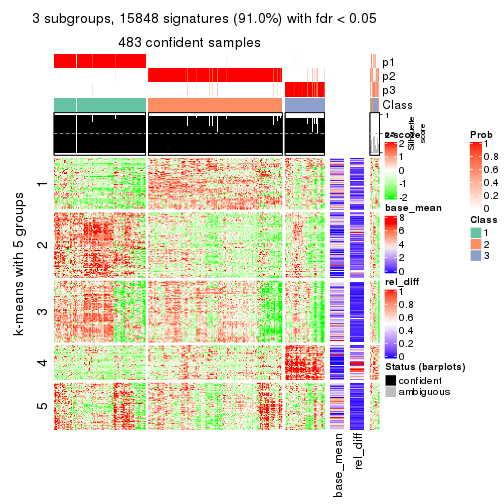 3 subgroups, 15848 signatures (91.0%) with fdr < 0.05
483 confident samples
p1
p2
p3
Class
1
0
Silhouette
score
k-means with 5 groups
1
2
3
4
5
base_mean
rel_diff
z-score
2
1
0
-1
-2
base_mean
8
6
4
2
0
rel_diff
1
0.8
0.6
0.4
0.2
0
Status (barplots)
confident
ambiguous
Prob
1
0.8
0.6
0.4
0.2
0
Class
1
2
3